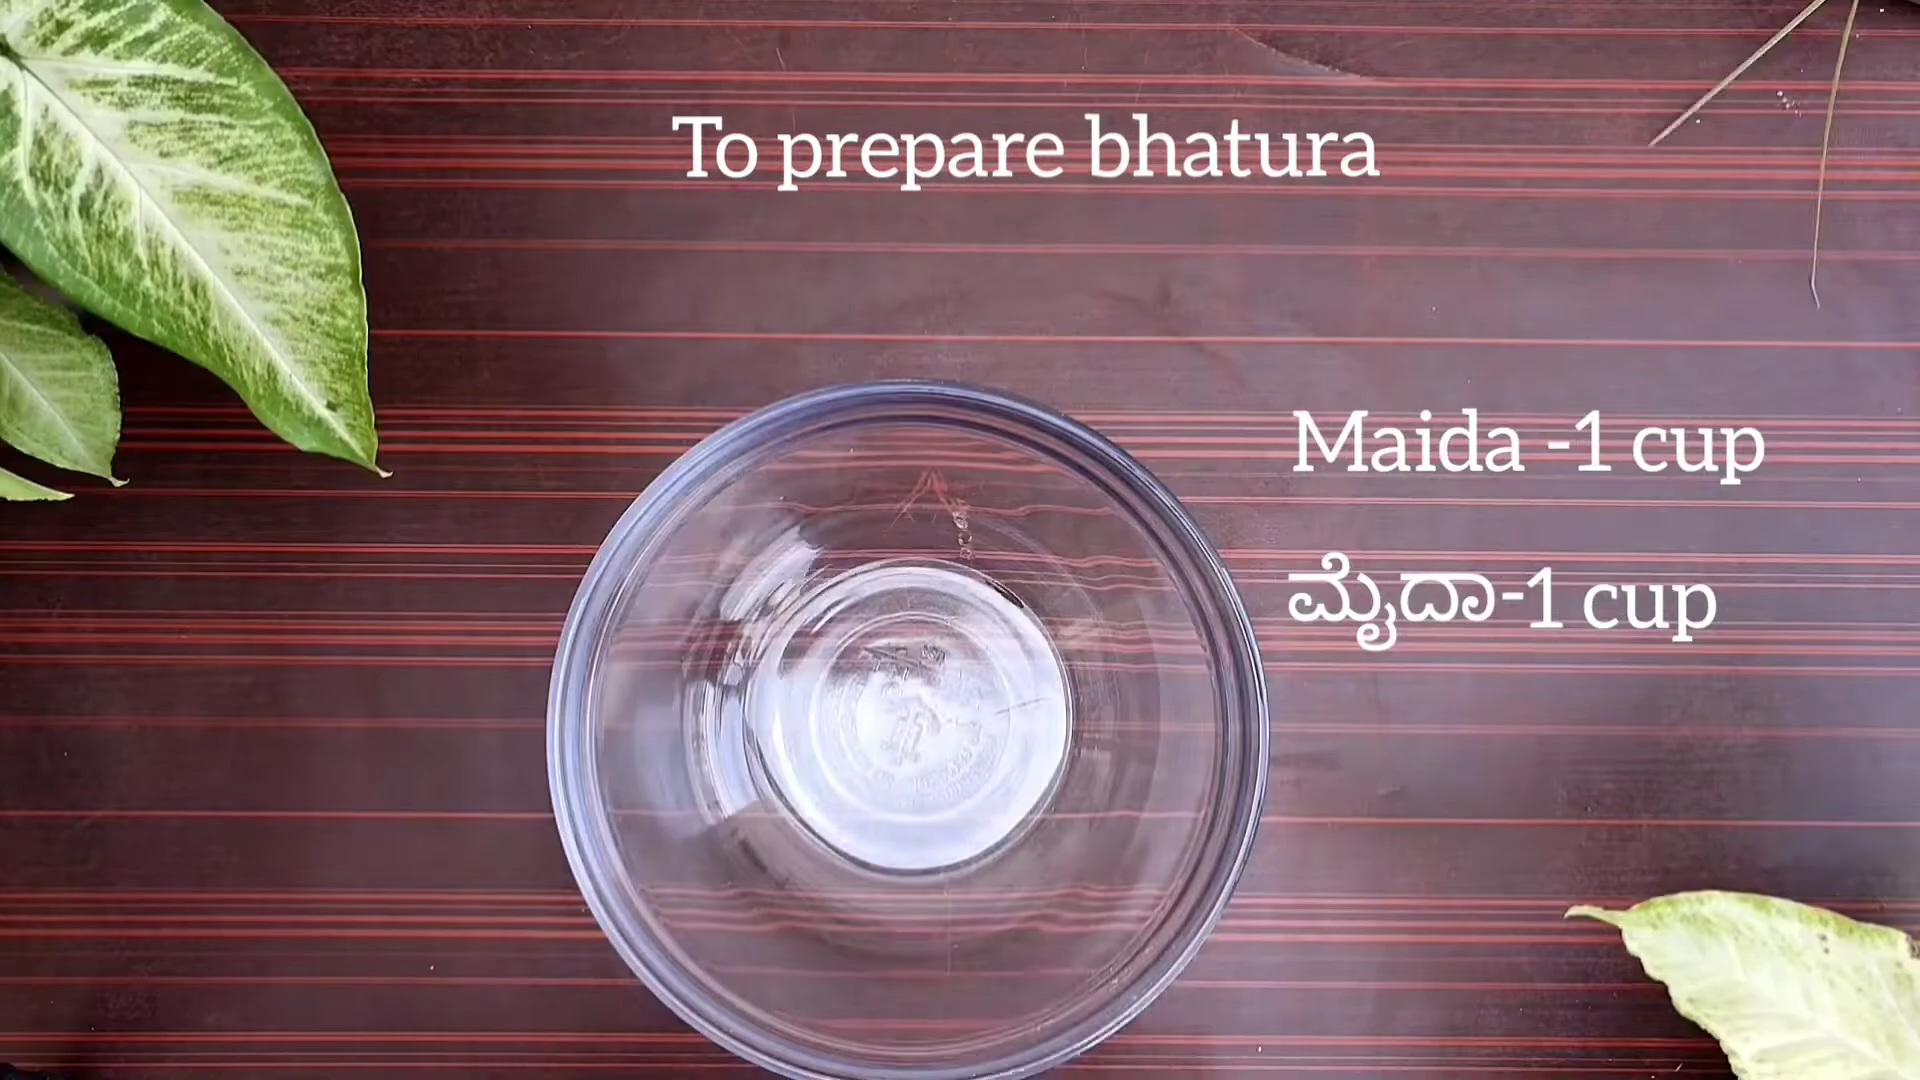 To prepare bhatura
Maida -1 cup
ಮೈದಾ-1 cup